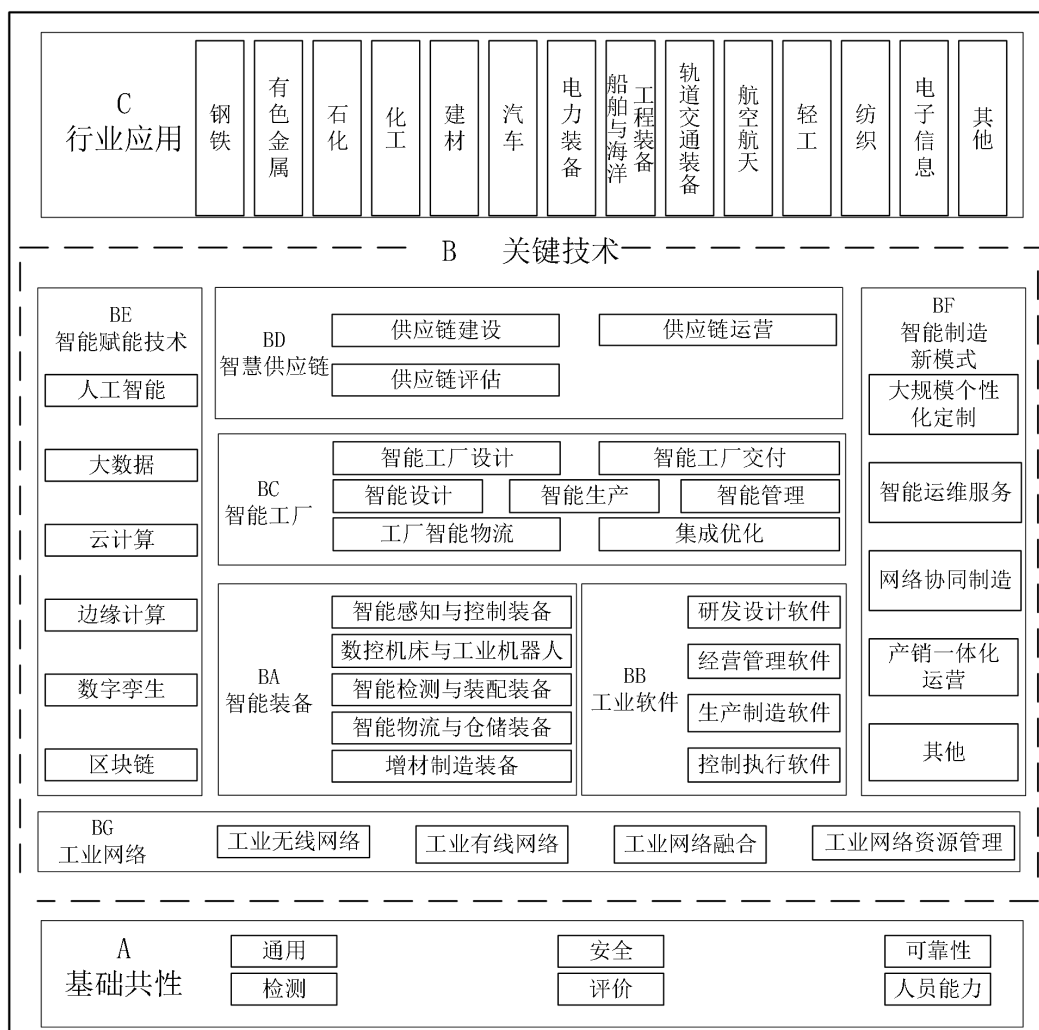 C
行业应用
钢铁
有色金属
石化
化工
建材
汽车
电力装备
船舶与海洋
工程装备
轨道交通装备
航空航天
轻工
纺织
电子信息
其他
B 关键技术
BE
智能赋能技术
人工智能
大数据
云计算
边缘计算
数字孪生
区块链
BD
智慧供应链
供应链建设
供应链运营
供应链评估
BC
智能工厂
智能工厂设计
智能工厂交付
智能设计
智能生产
智能管理
工厂智能物流
集成优化
BA
智能装备
智能感知与控制装备
数控机床与工业机器人
智能检测与装配装备
智能物流与仓储装备
增材制造装备
BB
工业软件
研发设计软件
经营管理软件
生产制造软件
控制执行软件
BF
智能制造
新模式
大规模个性
化定制
智能运维服务
网络协同制造
产销一体化
运营
其他
BG
工业网络
工业无线网络
工业有线网络
工业网络融合
工业网络资源管理
A
基础共性
通用
安全
可靠性
检测
评价
人员能力